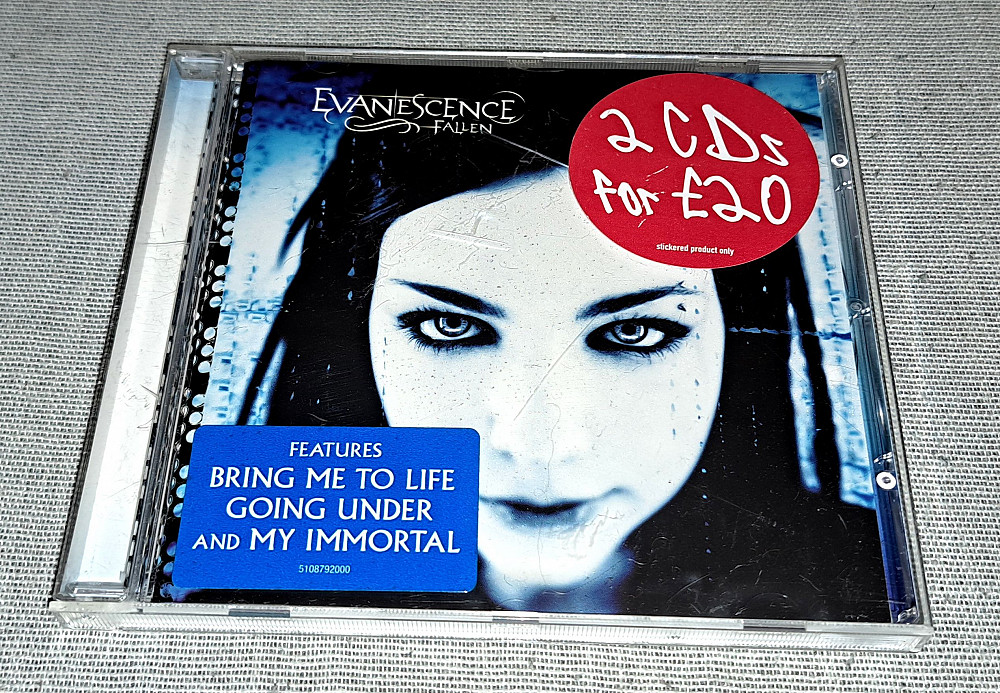 EVANESCENCE
FALLEN
2 CDs
for £20
stickered product only
FEATURES
BRING ME TO LIFE
GOING UNDER
AND MY IMMORTAL
5108792000